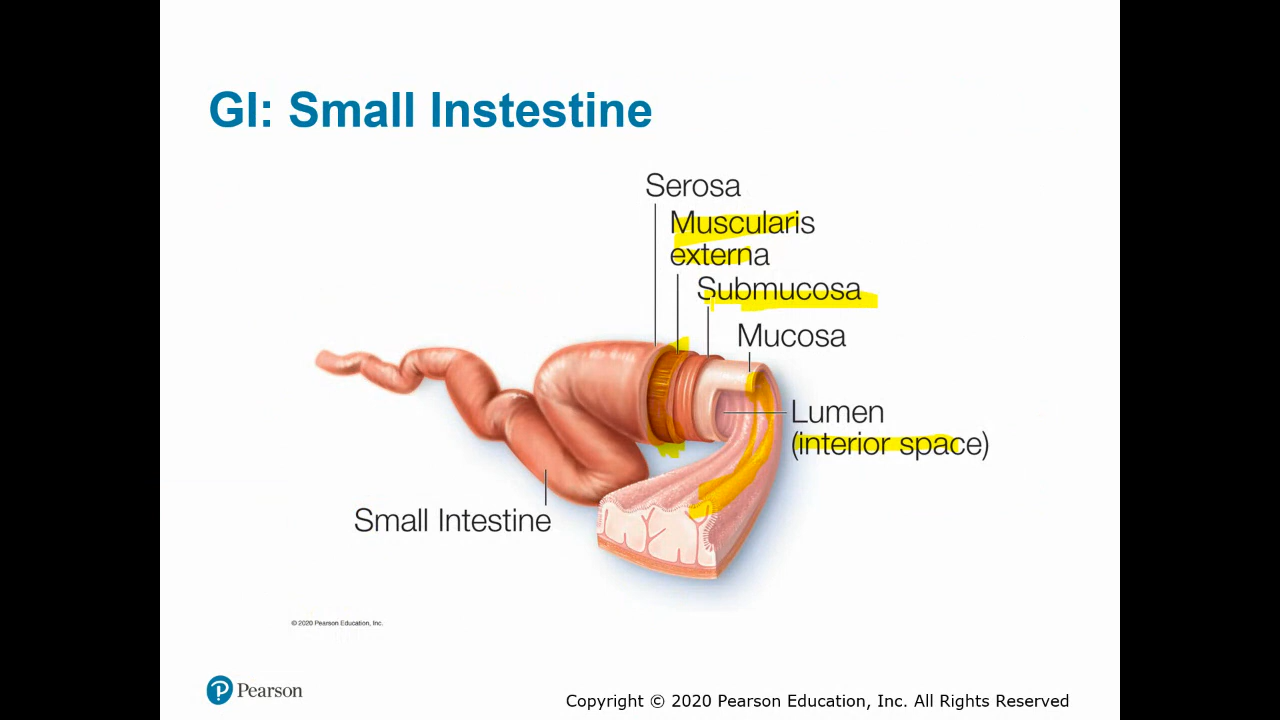 GI: Small Instestine
Serosa
Muscularis
externa
Submucosa
Mucosa
Lumen
(interior space)
Small Intestine
© 2020 Pearson Education, Inc.
Pearson
Copyright © 2020 Pearson Education, Inc. All Rights Reserved